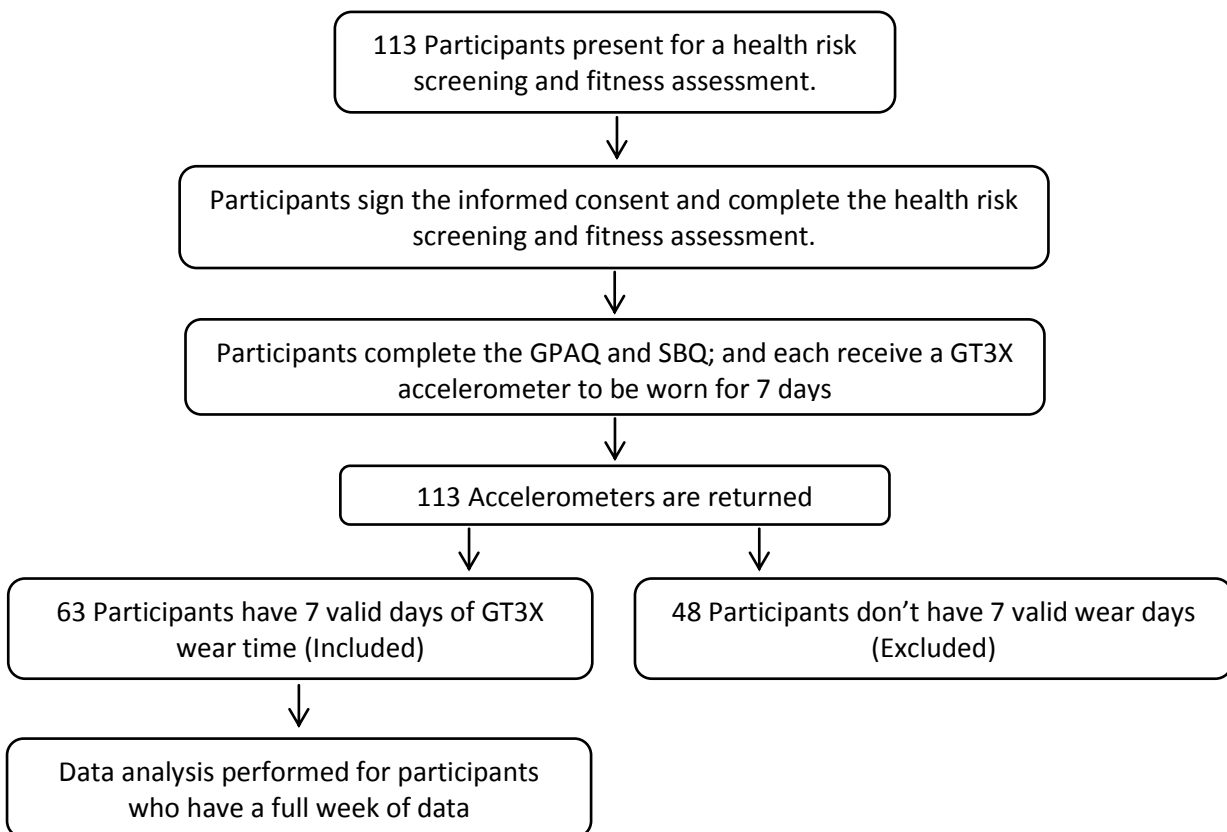 113 Participants present for a health risk
screening and fitness assessment.
Participants sign the informed consent and complete the health risk
screening and fitness assessment.
Participants complete the GPAQ and SBQ; and each receive a GT3X
accelerometer to be worn for 7 days
113 Accelerometers are returned
63 Participants have 7 valid days of GT3X
wear time (Included)
48 Participants don’t have 7 valid wear days
(Excluded)
Data analysis performed for participants
who have a full week of data